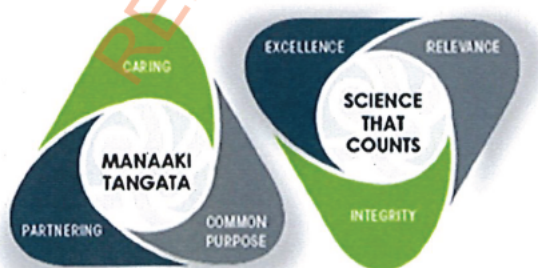 CARING
MANAAKI
TANGATA
PARTNERING
COMMON
PURPOSE
EXCELLENCE
RELEVANCE
SCIENCE
THAT
COUNTS
INTEGRITY